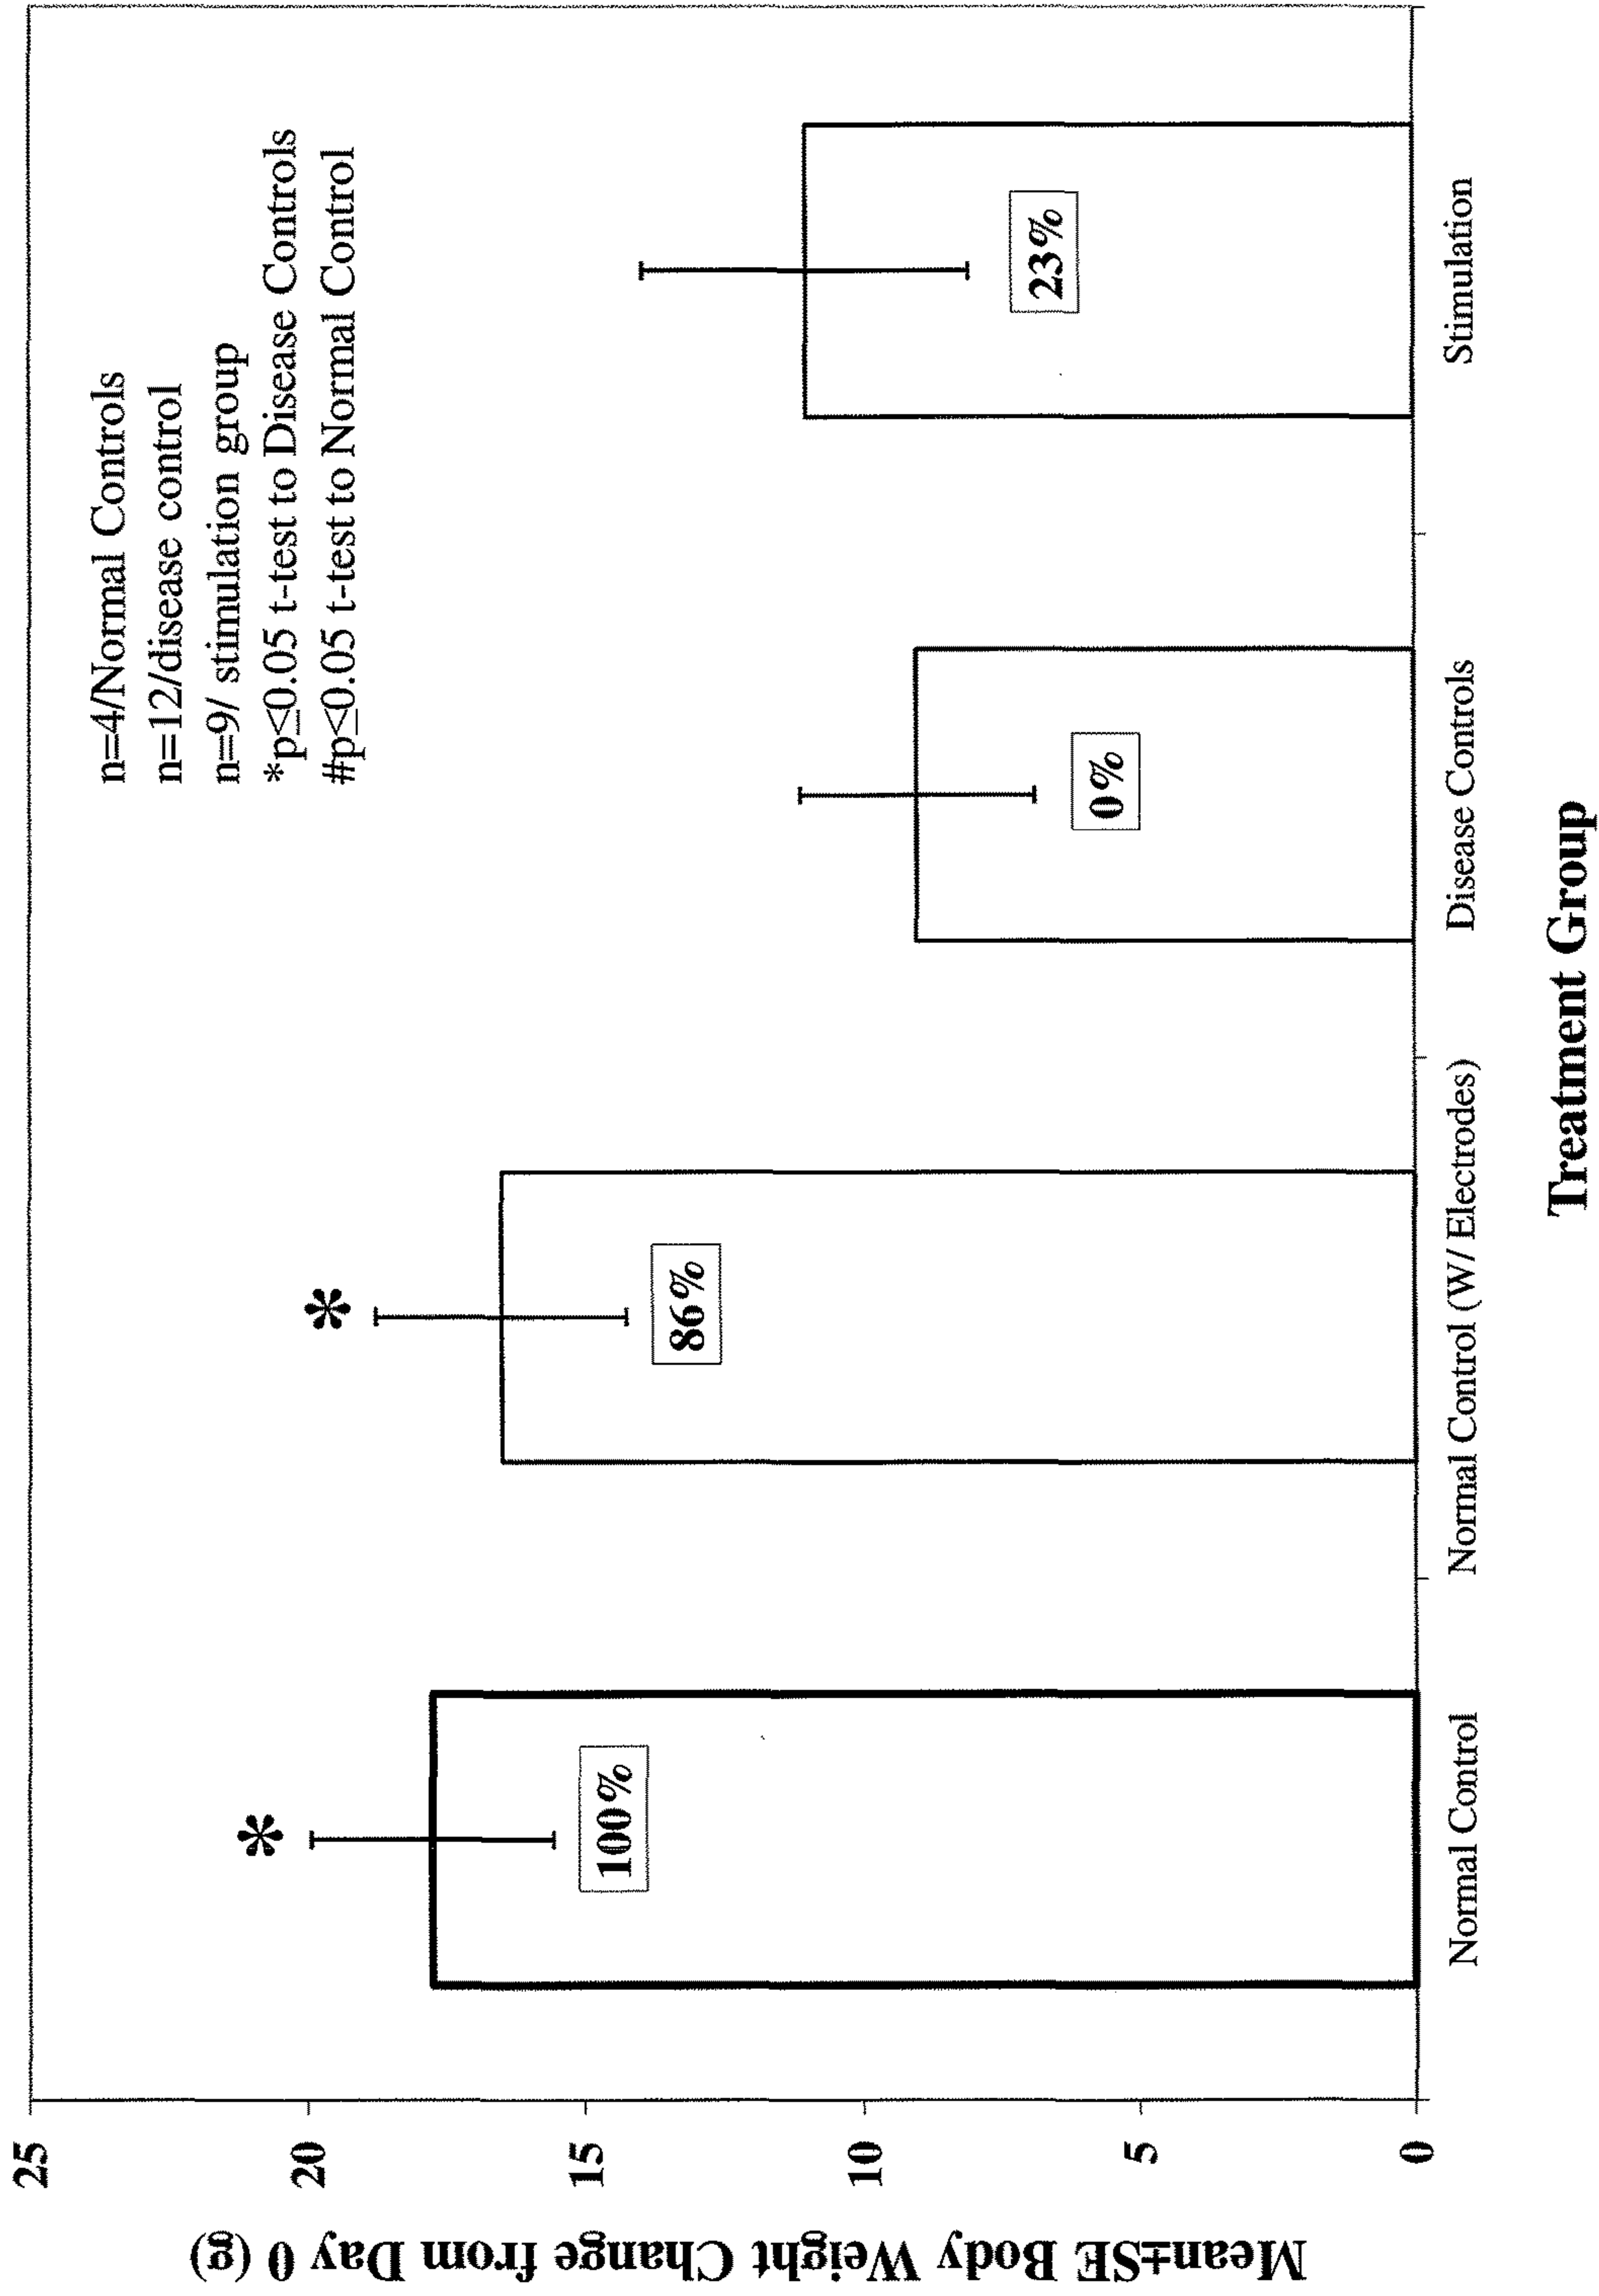 Mean±SE Body Weight Change from Day 0 (g)
25
20
15
10
5
0
n=4/Normal Controls
n=12/disease control
n=9/ stimulation group
*p≤0.05 t-test to Disease Controls
#p≤0.05 t-test to Normal Control
*
100%
*
86%
0%
23%
Normal Control
Normal Control (W/ Electrodes)
Disease Controls
Stimulation
Treatment Group